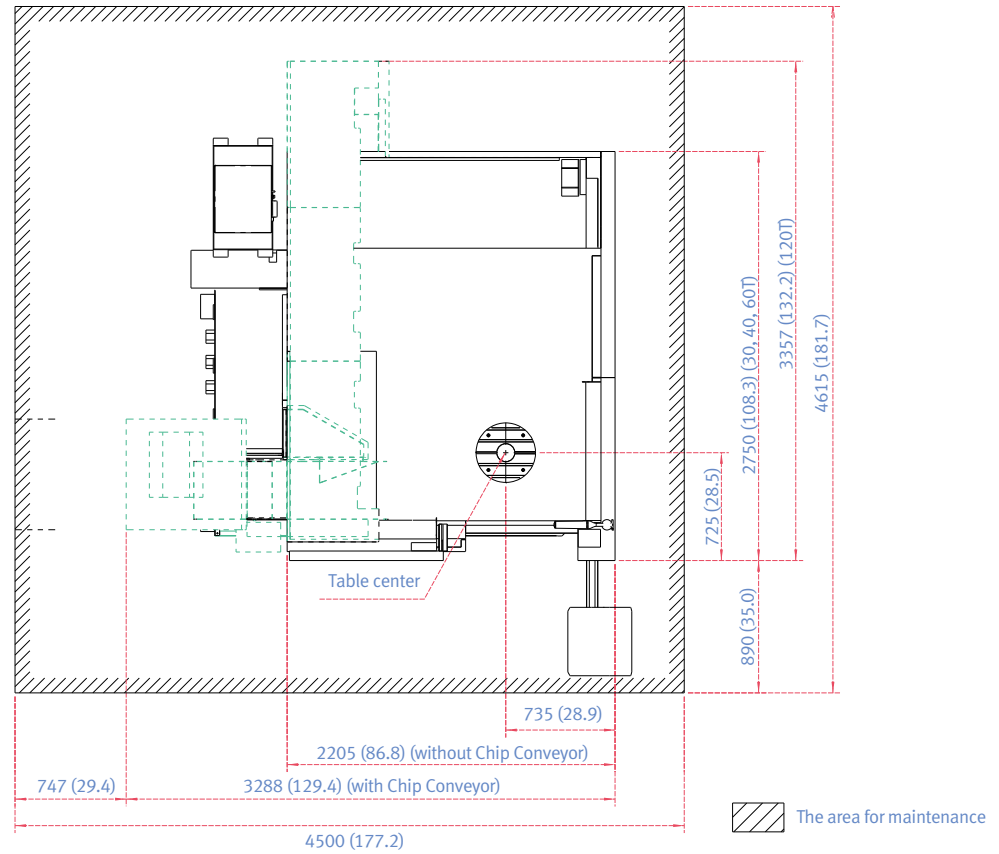 3357 (132.2) (120T)
2750 (108.3) (30, 40, 60T)
4615 (181.7)
725 (28.5)
Table center
890 (35.0)
735 (28.9)
2205 (86.8) (without Chip Conveyor)
747 (29.4)
3288 (129.4) (with Chip Conveyor)
4500 (177.2)
The area for maintenance